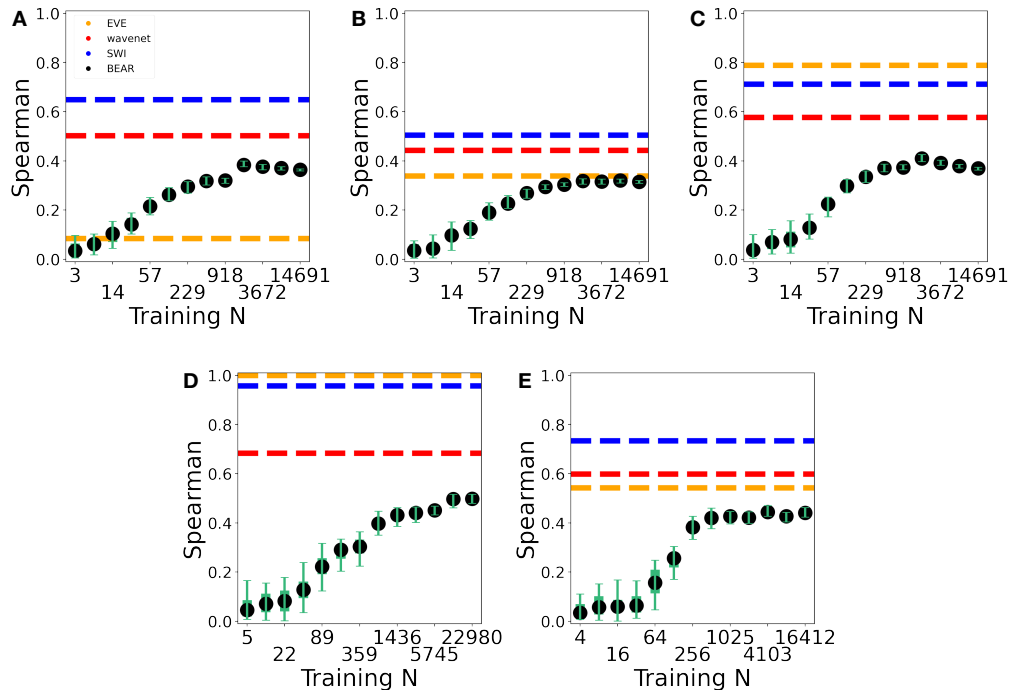 A
B
C
EVE
wavenet
SWI
BEAR
1.0
0.8
0.6
0.4
0.2
0.0
Spearman
3 57 918 14691
14 229 3672
Training N
1.0
0.8
0.6
0.4
0.2
0.0
Spearman
3 57 918 14691
14 229 3672
Training N
1.0
0.8
0.6
0.4
0.2
0.0
Spearman
3 57 918 14691
14 229 3672
Training N
D
E
1.0
0.8
0.6
0.4
0.2
0.0
Spearman
5 89 1436 22980
22 359 5745
Training N
1.0
0.8
0.6
0.4
0.2
0.0
Spearman
4 64 1025 16412
16 256 4103
Training N